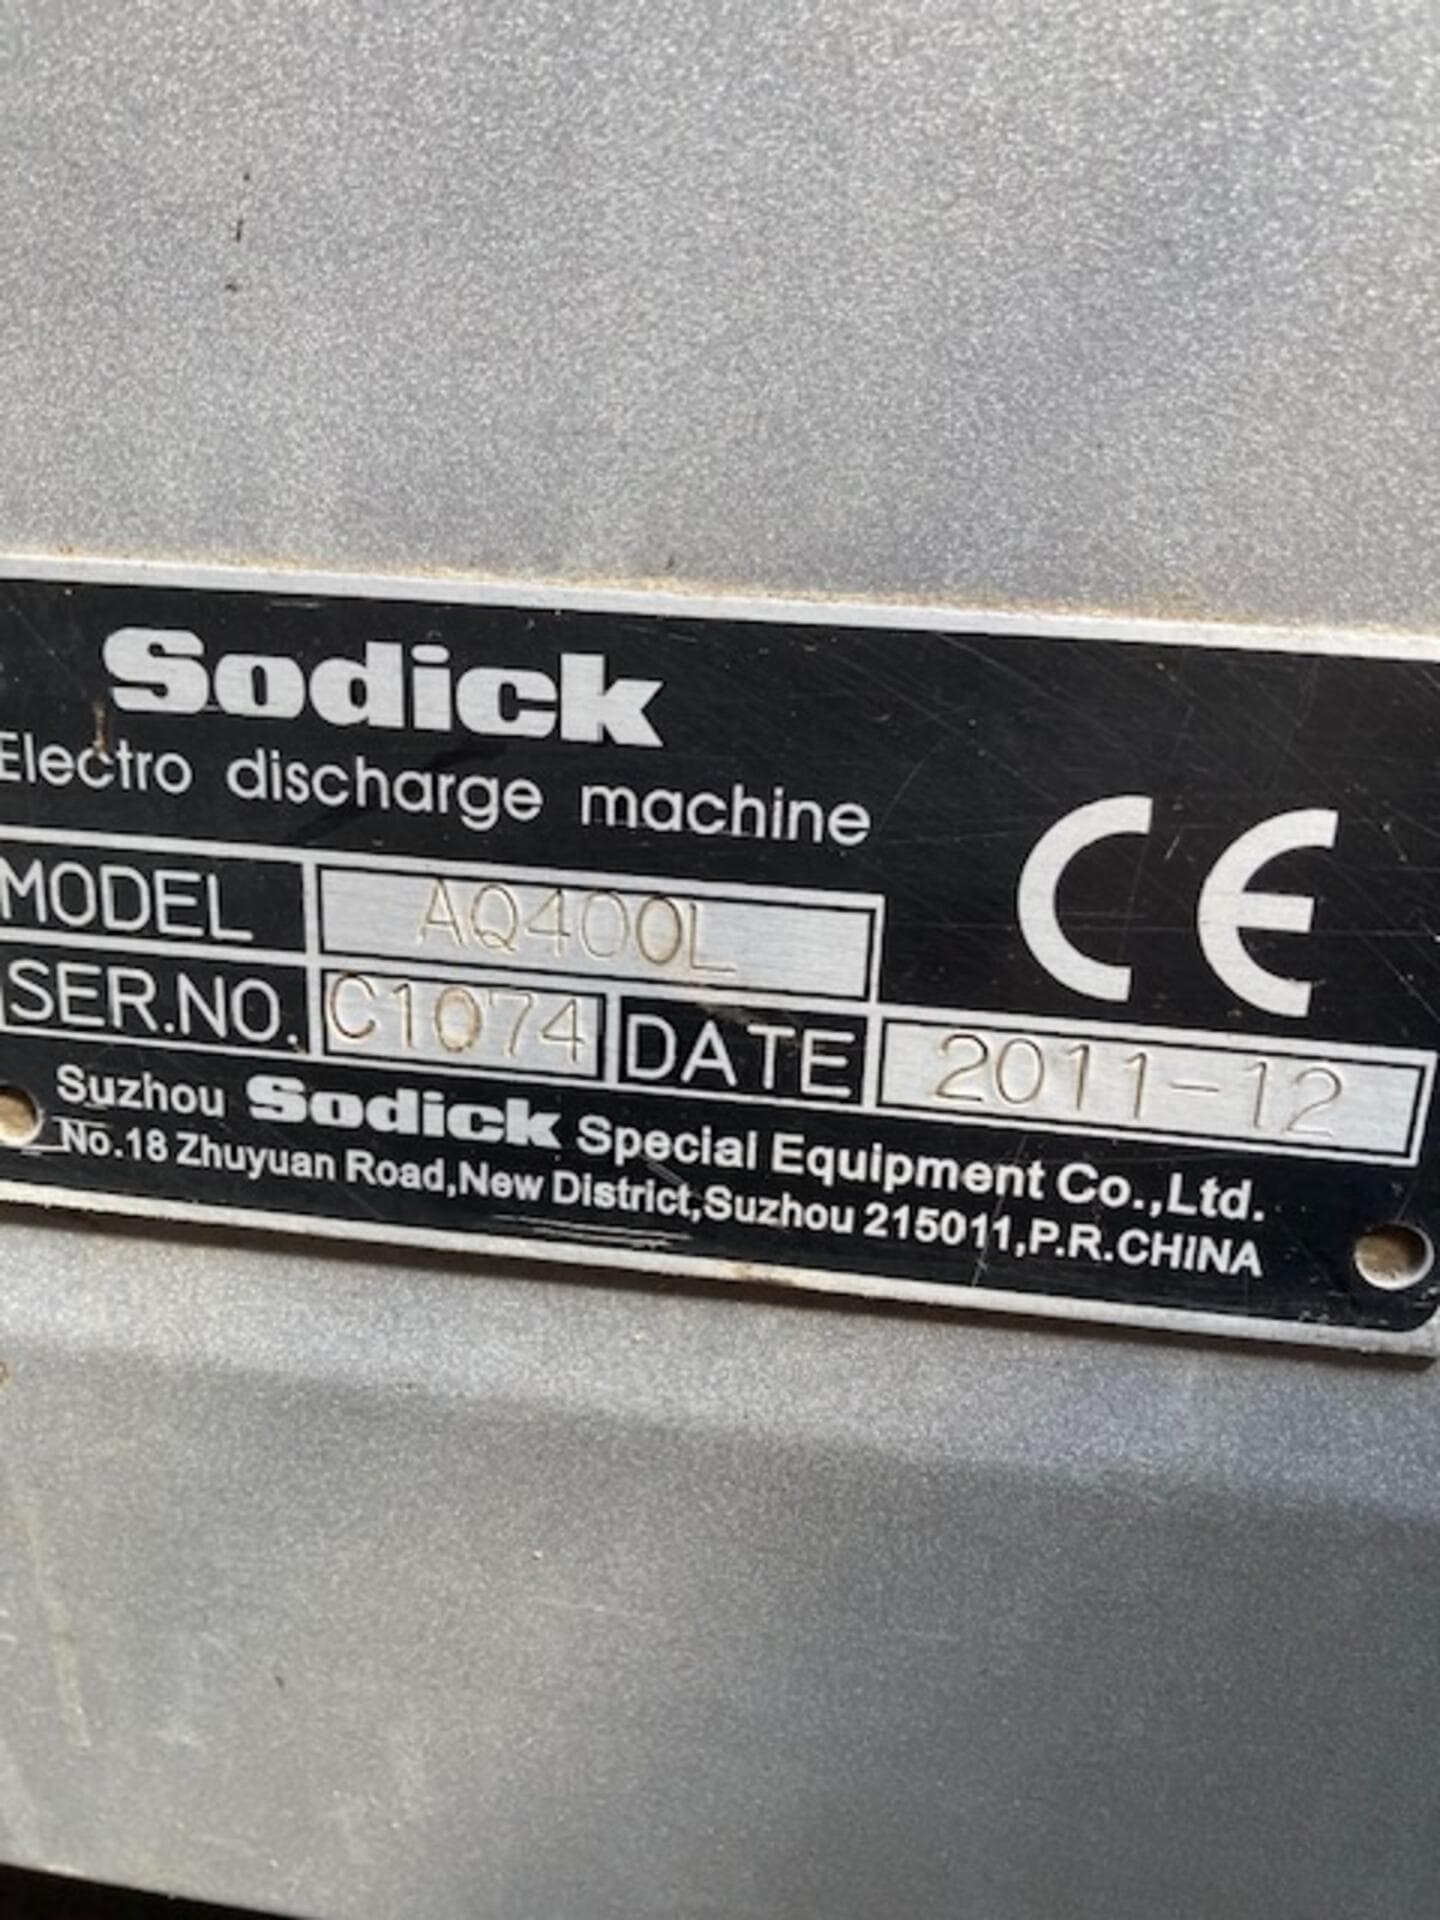 Sodick
Electro discharge machine
CE
MODEL AQ400L
SER.NO. C1074 DATE 2011-12
Suzhou Sodick Special Equipment Co.,Ltd.
No.18 Zhuyuan Road,New District,Suzhou 215011,P.R.CHINA